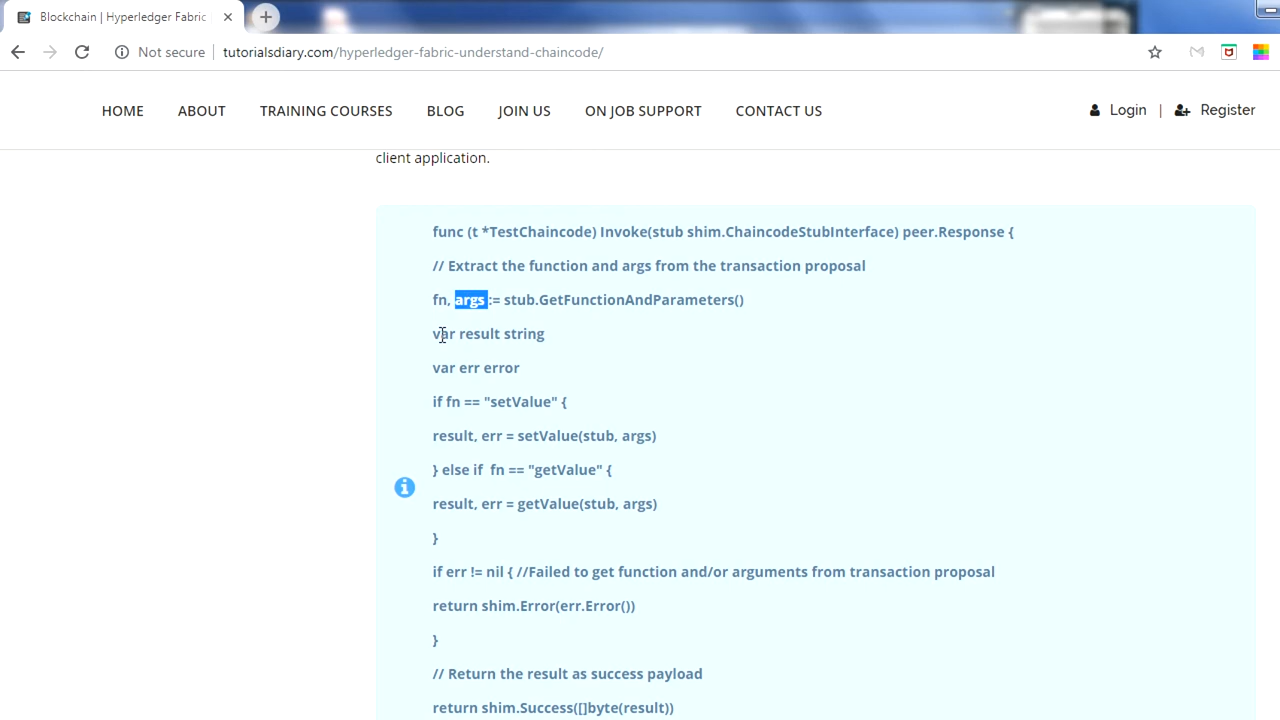 Blockchain | Hyperledger Fabric
Not secure | tutorialsdiary.com/hyperledger-fabric-understand-chaincode/
HOME ABOUT TRAINING COURSES BLOG JOIN US ON JOB SUPPORT CONTACT US Login | Register
client application.
func (t *TestChaincode) Invoke(stub shim.ChaincodeStubInterface) peer.Response {
// Extract the function and args from the transaction proposal
fn, args := stub.GetFunctionAndParameters()
var result string
var err error
if fn == "setValue" {
result, err = setValue(stub, args)
} else if  fn == "getValue" {
result, err = getValue(stub, args)
}
if err != nil { //Failed to get function and/or arguments from transaction proposal
return shim.Error(err.Error())
}
// Return the result as success payload
return shim.Success([]byte(result))